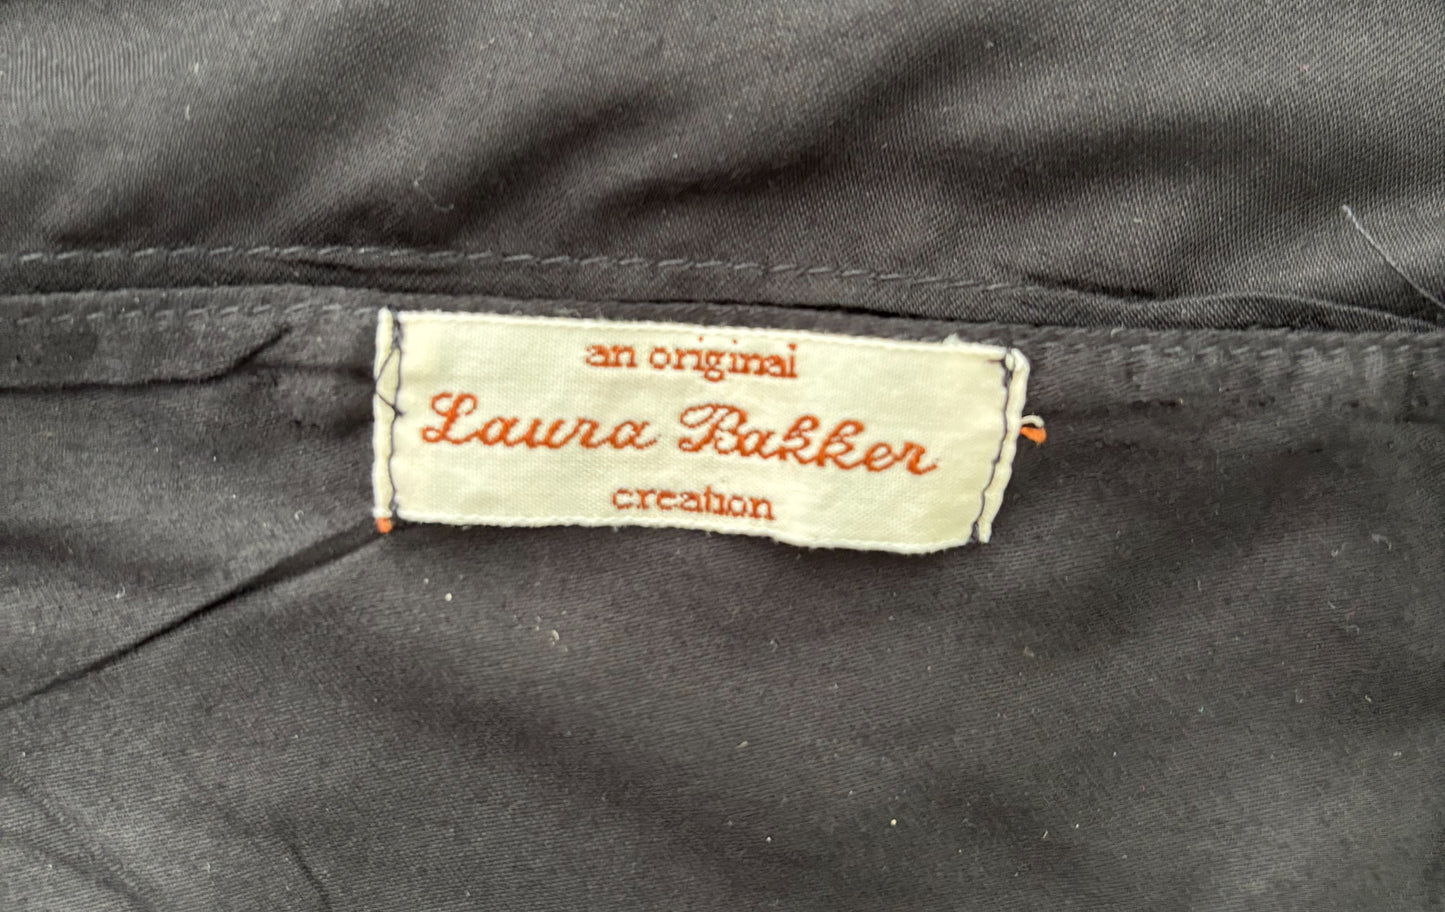 an original
Laura Bakker
creation